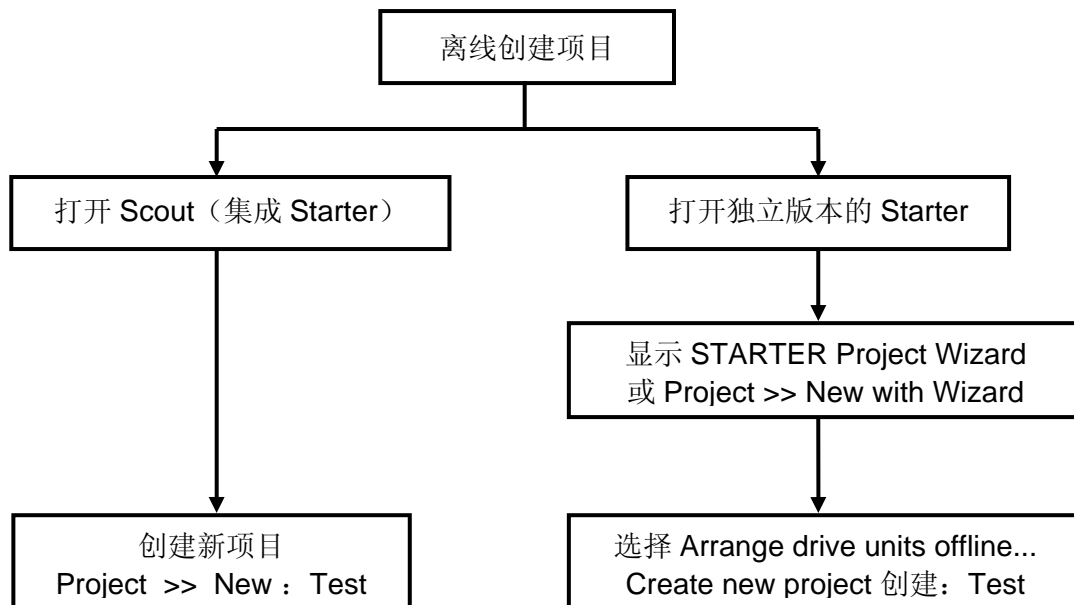 离线创建项目
打开 Scout（集成 Starter）
打开独立版本的 Starter
显示 STARTER Project Wizard
或 Project >> New with Wizard
创建新项目
Project >> New ： Test
选择 Arrange drive units offline...
Create new project 创建：Test